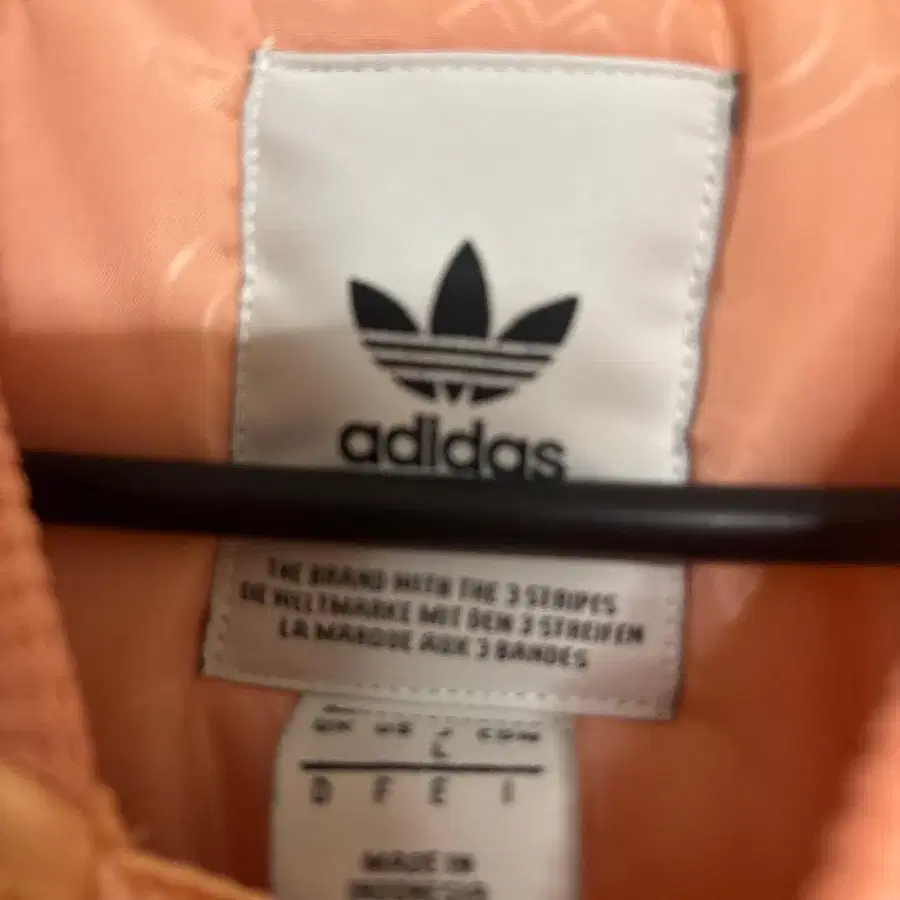 adidas
THE BRAND WITH THE 3 STRIPES
DIE WELTMARKE MIT DEN 3 STREIFEN
LA MARQUE AUX 3 BANDES
D F E I
MADE IN
INDONESIA